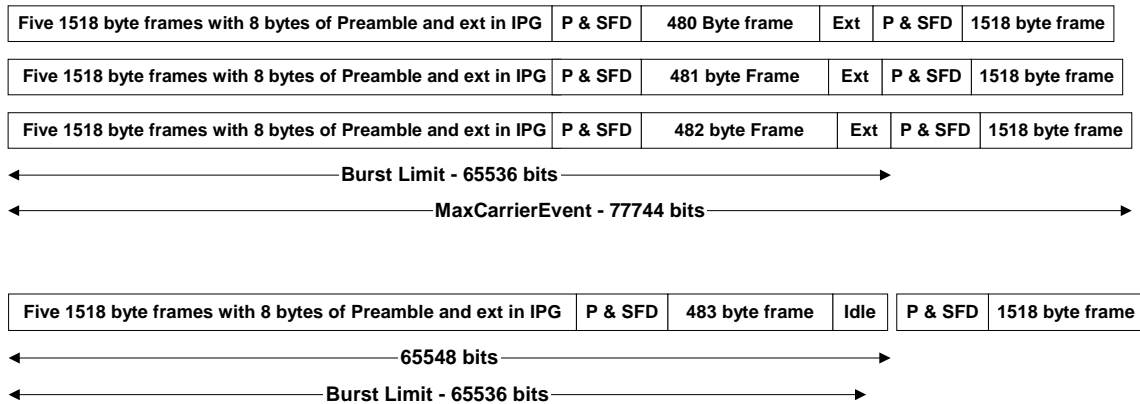 Five 1518 byte frames with 8 bytes of Preamble and ext in IPG P & SFD 480 Byte frame Ext P & SFD 1518 byte frame
Five 1518 byte frames with 8 bytes of Preamble and ext in IPG P & SFD 481 byte Frame Ext P & SFD 1518 byte frame
Five 1518 byte frames with 8 bytes of Preamble and ext in IPG P & SFD 482 byte Frame Ext P & SFD 1518 byte frame
Burst Limit - 65536 bits
MaxCarrierEvent - 77744 bits
Five 1518 byte frames with 8 bytes of Preamble and ext in IPG P & SFD 483 byte frame Idle P & SFD 1518 byte frame
65548 bits
Burst Limit - 65536 bits